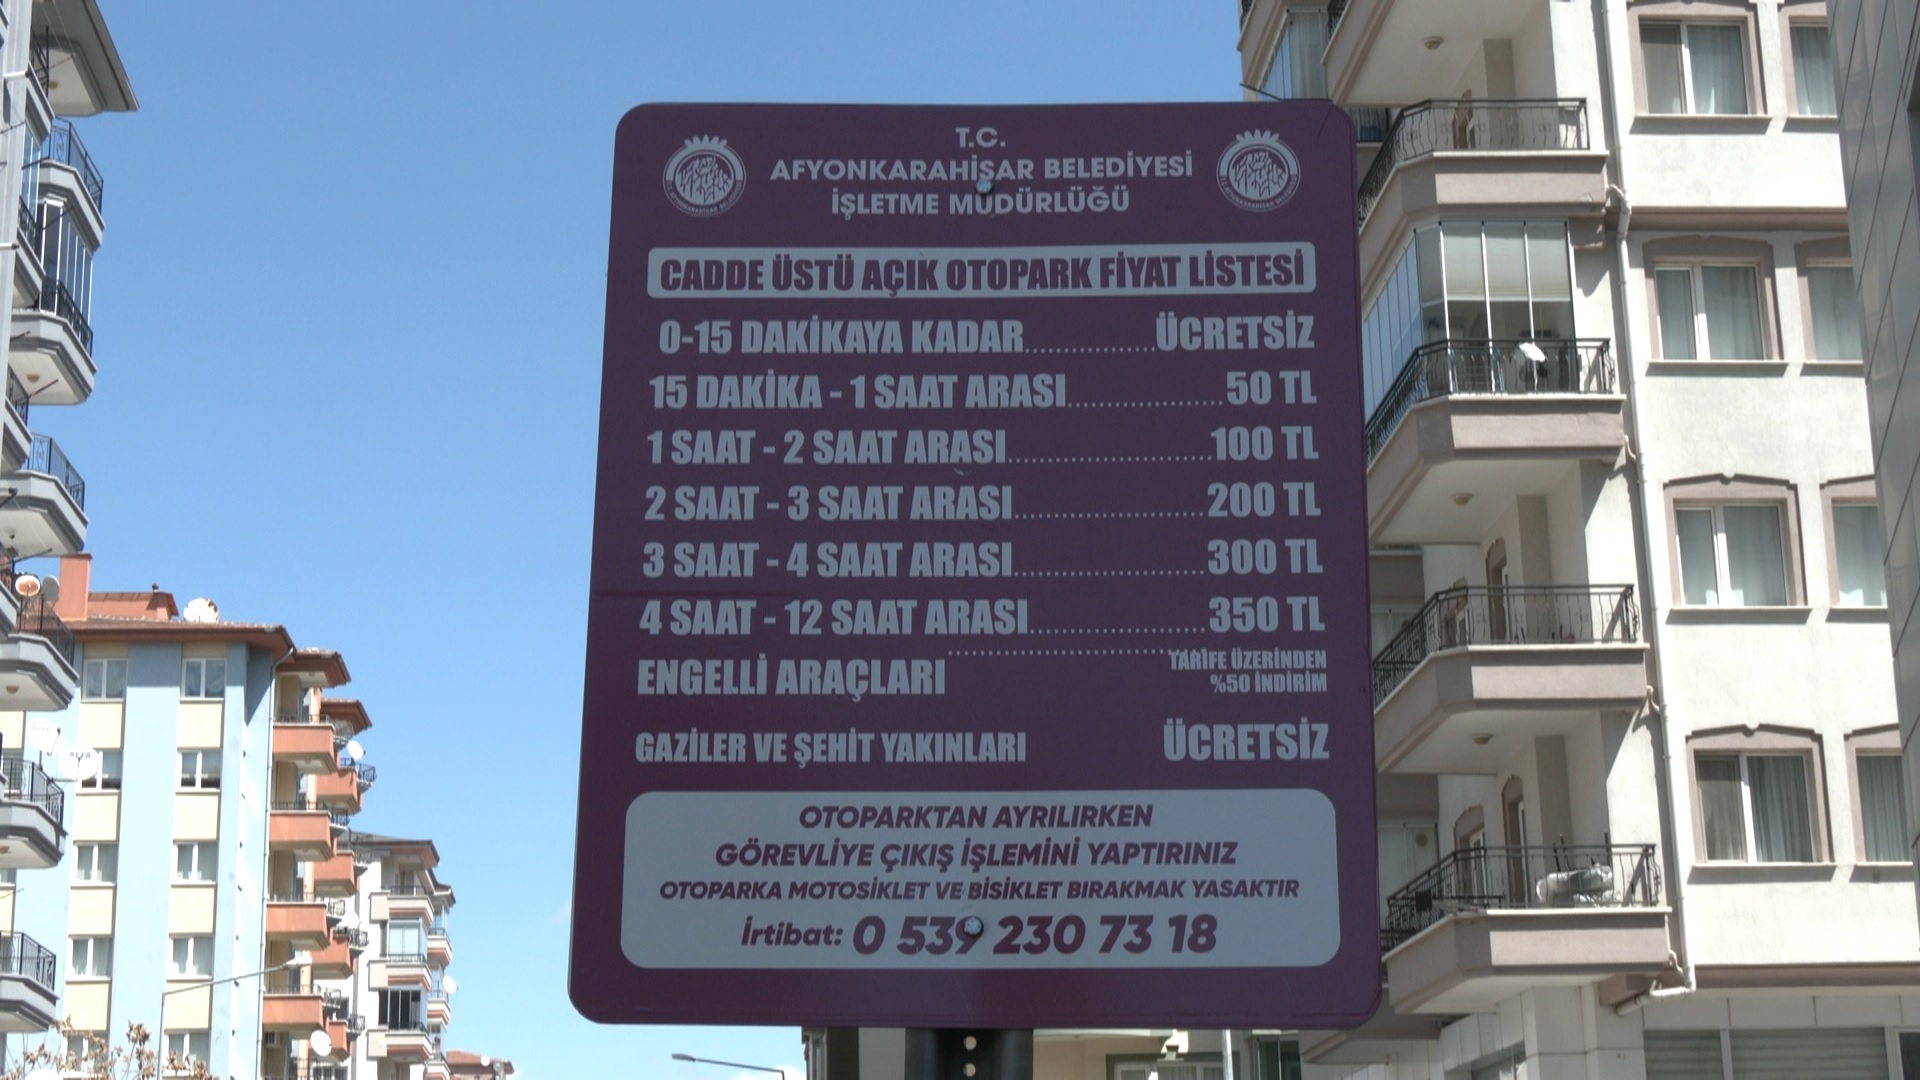 T.C.
AFYONKARAHİSAR BELEDİYESİ
İŞLETME MÜDÜRLÜĞÜ
CADDE ÜSTÜ AÇIK OTOPARK FİYAT LİSTESİ
0-15 DAKİKAYA KADAR....................ÜCRETSİZ
15 DAKİKA - 1 SAAT ARASI....................50 TL
1 SAAT - 2 SAAT ARASI....................100 TL
2 SAAT - 3 SAAT ARASI....................200 TL
3 SAAT - 4 SAAT ARASI....................300 TL
4 SAAT - 12 SAAT ARASI....................350 TL
ENGELLİ ARAÇLARI....................TARİFE ÜZERİNDEN
%50 İNDİRİM
GAZİLER VE ŞEHİT YAKINLARI ÜCRETSİZ
OTOPARKTAN AYRILIRKEN
GÖREVLİYE ÇIKIŞ İŞLEMİNİ YAPTIRINIZ
OTOPARKA MOTOSİKLET VE BİSİKLET BIRAKMAK YASAKTIR
İrtibat: 0 539 230 73 18